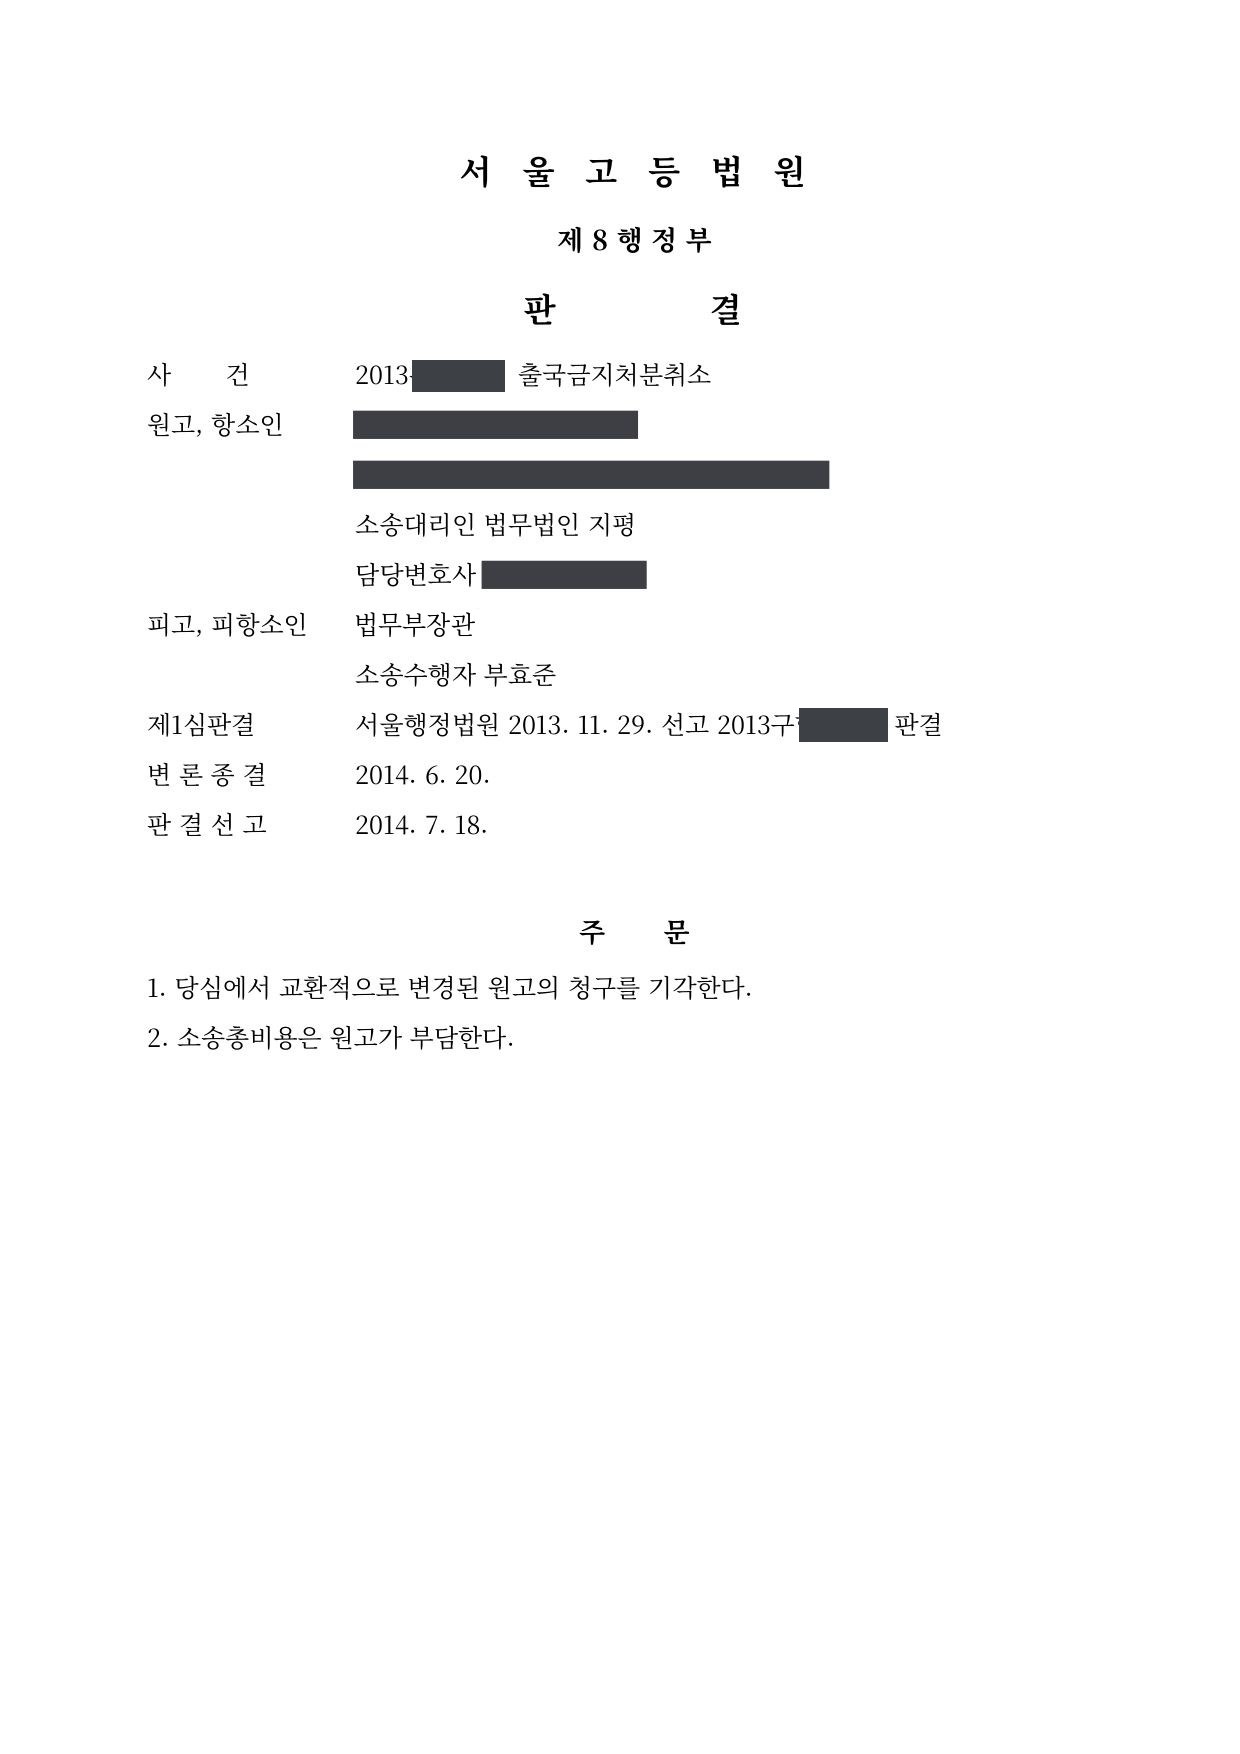 서 울 고 등 법 원
제 8 행 정 부
판 결
사 건 2013 출국금지처분취소
원고, 항소인
소송대리인 법무법인 지평
담당변호사
피고, 피항소인 법무부장관
소송수행자 부효준
제1심판결 서울행정법원 2013. 11. 29. 선고 2013구 판결
변 론 종 결 2014. 6. 20.
판 결 선 고 2014. 7. 18.
주 문
1. 당심에서 교환적으로 변경된 원고의 청구를 기각한다.
2. 소송총비용은 원고가 부담한다.